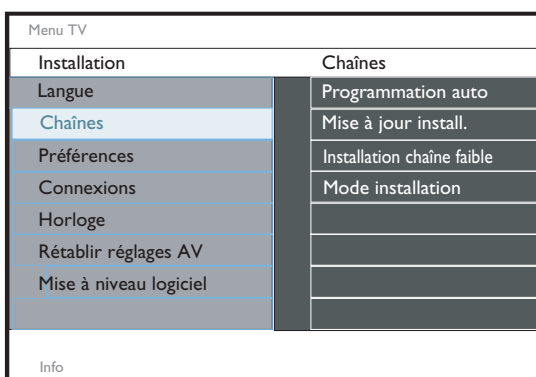 Menu TV
Installation
Chaînes
Langue
Programmation auto
Chaînes
Mise à jour install.
Préférences
Installation chaîne faible
Connexions
Mode installation
Horloge
Rétablir réglages AV
Mise à niveau logiciel
Info